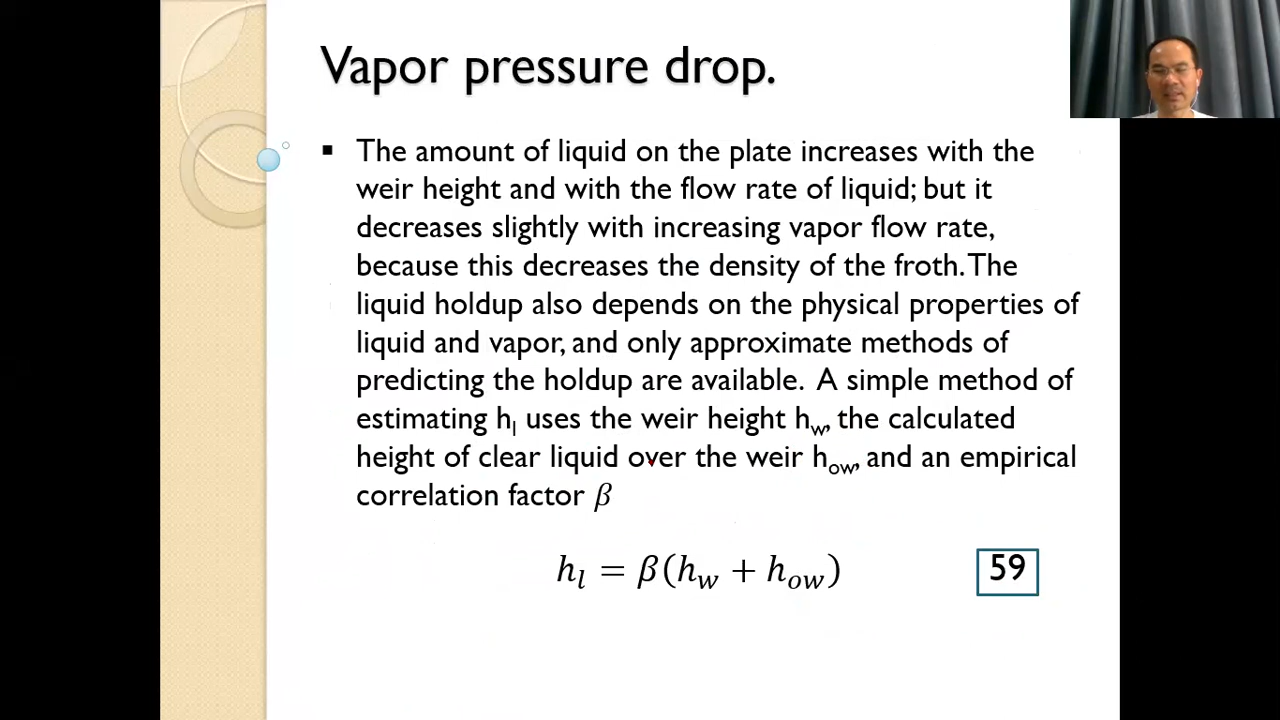 Vapor pressure drop.
▪ The amount of liquid on the plate increases with the
weir height and with the flow rate of liquid; but it
decreases slightly with increasing vapor flow rate,
because this decreases the density of the froth. The
liquid holdup also depends on the physical properties of
liquid and vapor, and only approximate methods of
predicting the holdup are available. A simple method of
estimating hₗ uses the weir height h_w, the calculated
height of clear liquid over the weir h_ow, and an empirical
correlation factor β
hₗ = β(h_w + h_ow) 59